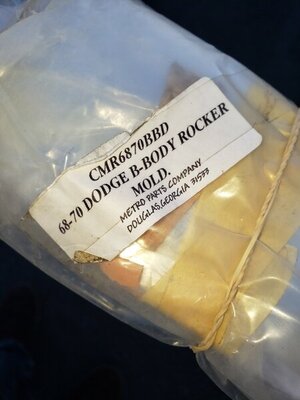 CMR6870BBD
68-70 DODGE B-BODY ROCKER
MOLD.
METRO PARTS COMPANY
DOUGLAS, GEORGIA 31533